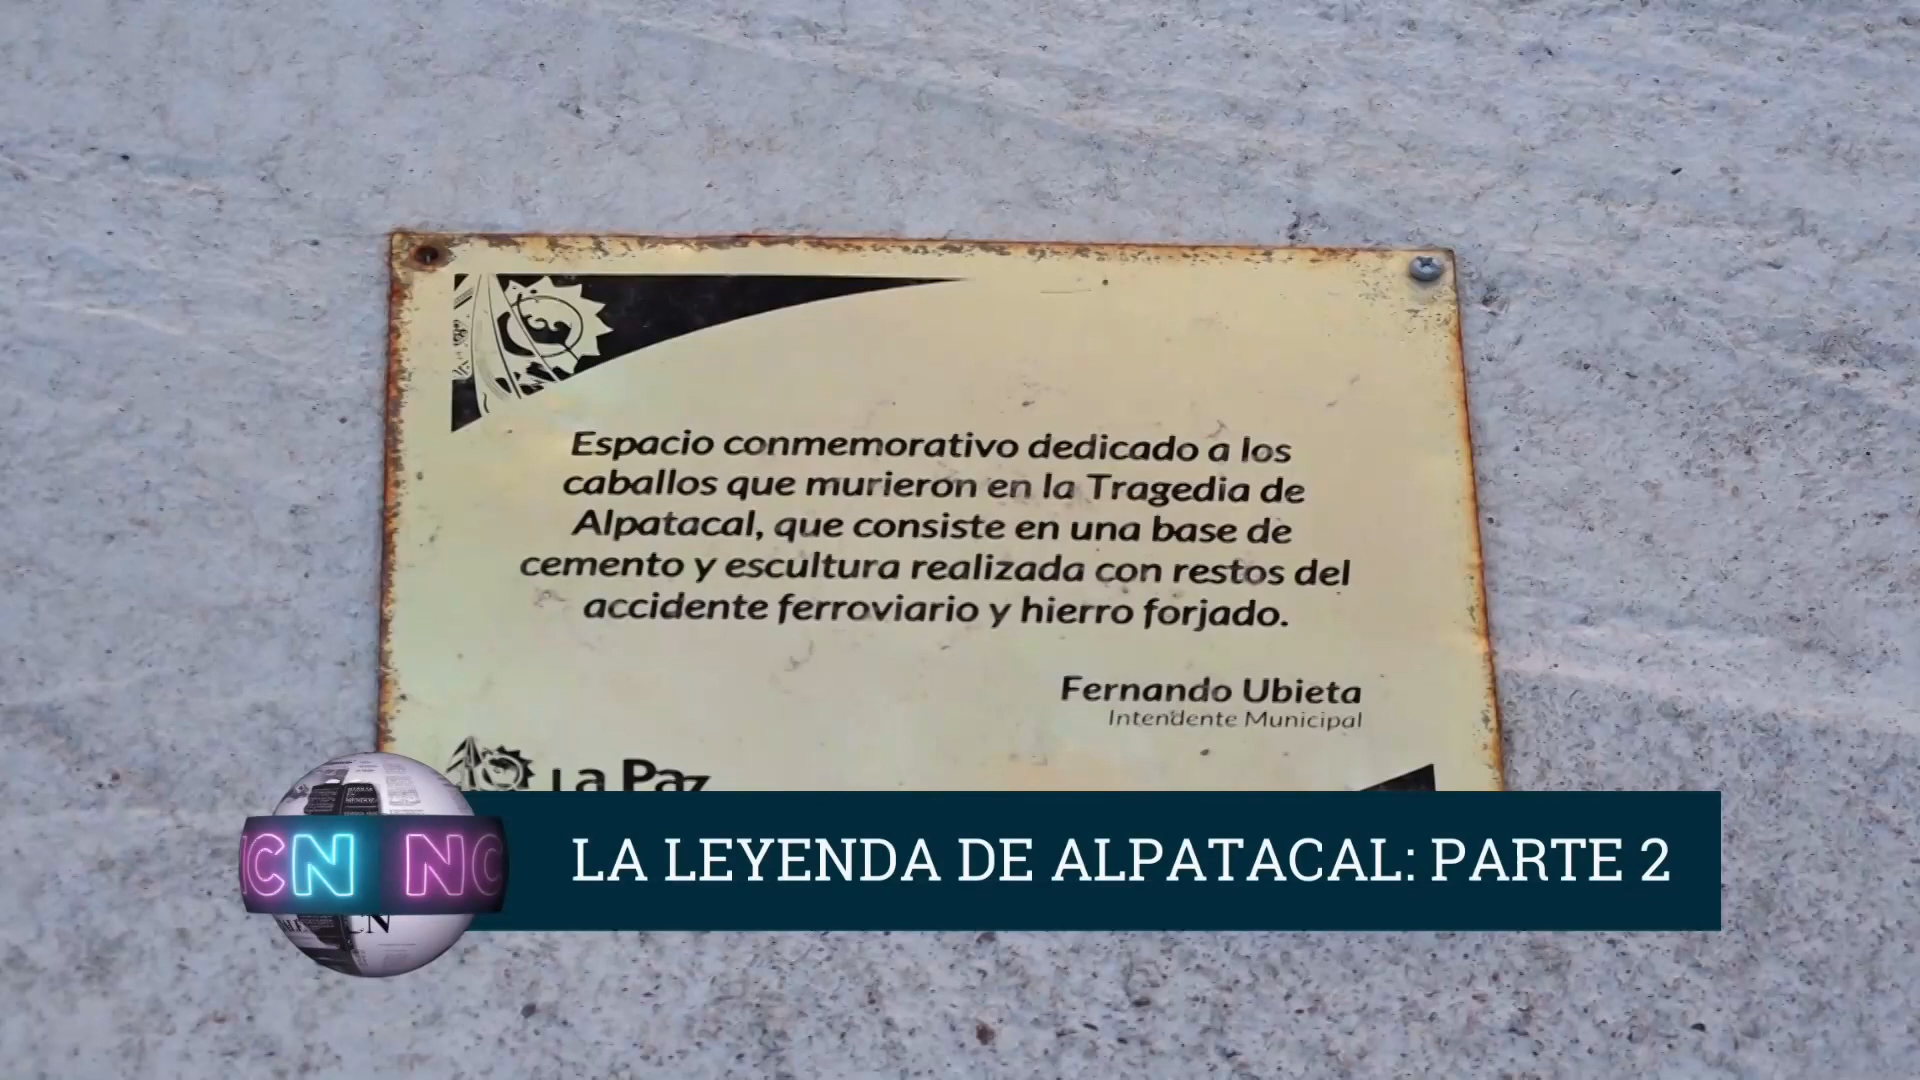 Espacio conmemorativo dedicado a los
caballos que murieron en la Tragedia de
Alpatacal, que consiste en una base de
cemento y escultura realizada con restos del
accidente ferroviario y hierro forjado.
Fernando Ubieta
Intendente Municipal
La Paz
CN NC
LA LEYENDA DE ALPATACAL: PARTE 2